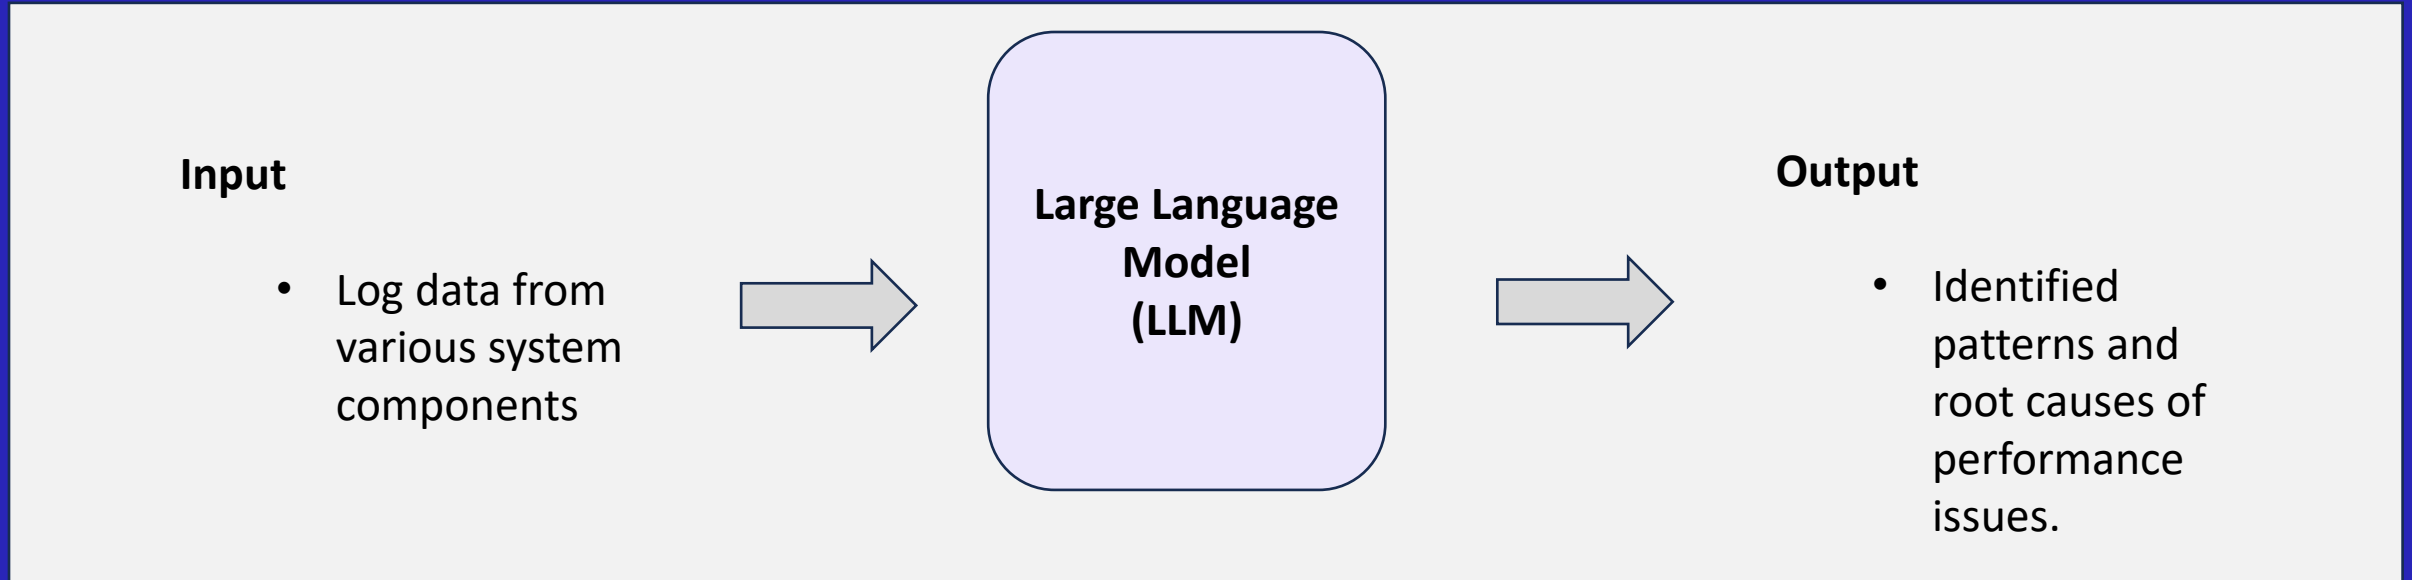 Input
• Log data from
various system
components
Large Language
Model
(LLM)
Output
• Identified
patterns and
root causes of
performance
issues.